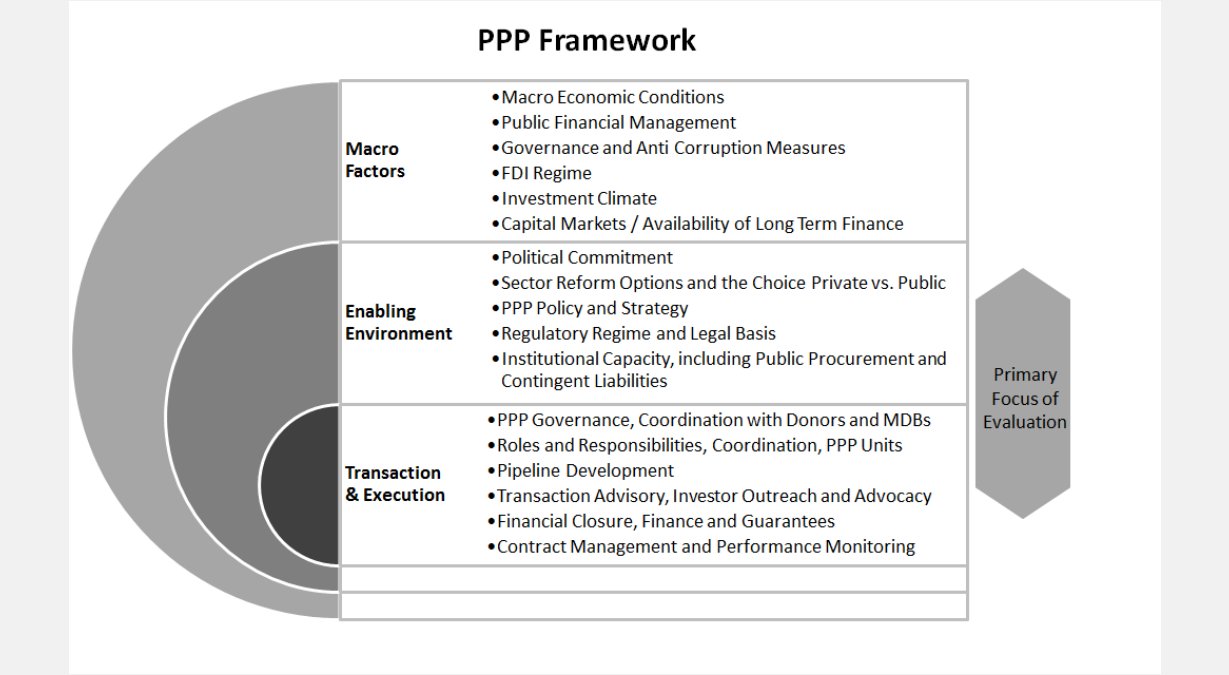 PPP Framework
Macro
Factors
•Macro Economic Conditions
•Public Financial Management
•Governance and Anti Corruption Measures
•FDI Regime
•Investment Climate
•Capital Markets / Availability of Long Term Finance
Enabling
Environment
•Political Commitment
•Sector Reform Options and the Choice Private vs. Public
•PPP Policy and Strategy
•Regulatory Regime and Legal Basis
•Institutional Capacity, including Public Procurement and
Contingent Liabilities
Transaction
& Execution
•PPP Governance, Coordination with Donors and MDBs
•Roles and Responsibilities, Coordination, PPP Units
•Pipeline Development
•Transaction Advisory, Investor Outreach and Advocacy
•Financial Closure, Finance and Guarantees
•Contract Management and Performance Monitoring
Primary
Focus of
Evaluation